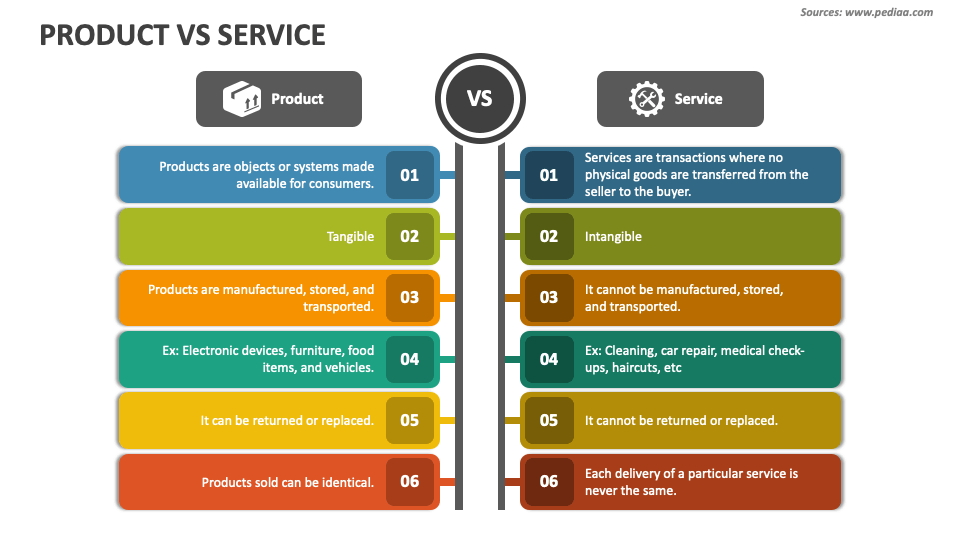 Sources: www.pediaa.com
PRODUCT VS SERVICE
Product
VS
Service
Products are objects or systems made
available for consumers.
01
01
Services are transactions where no
physical goods are transferred from the
seller to the buyer.
Tangible
02
02
Intangible
Products are manufactured, stored, and
transported.
03
03
It cannot be manufactured, stored,
and transported.
Ex: Electronic devices, furniture, food
items, and vehicles.
04
04
Ex: Cleaning, car repair, medical check-
ups, haircuts, etc
It can be returned or replaced.
05
05
It cannot be returned or replaced.
Products sold can be identical.
06
06
Each delivery of a particular service is
never the same.